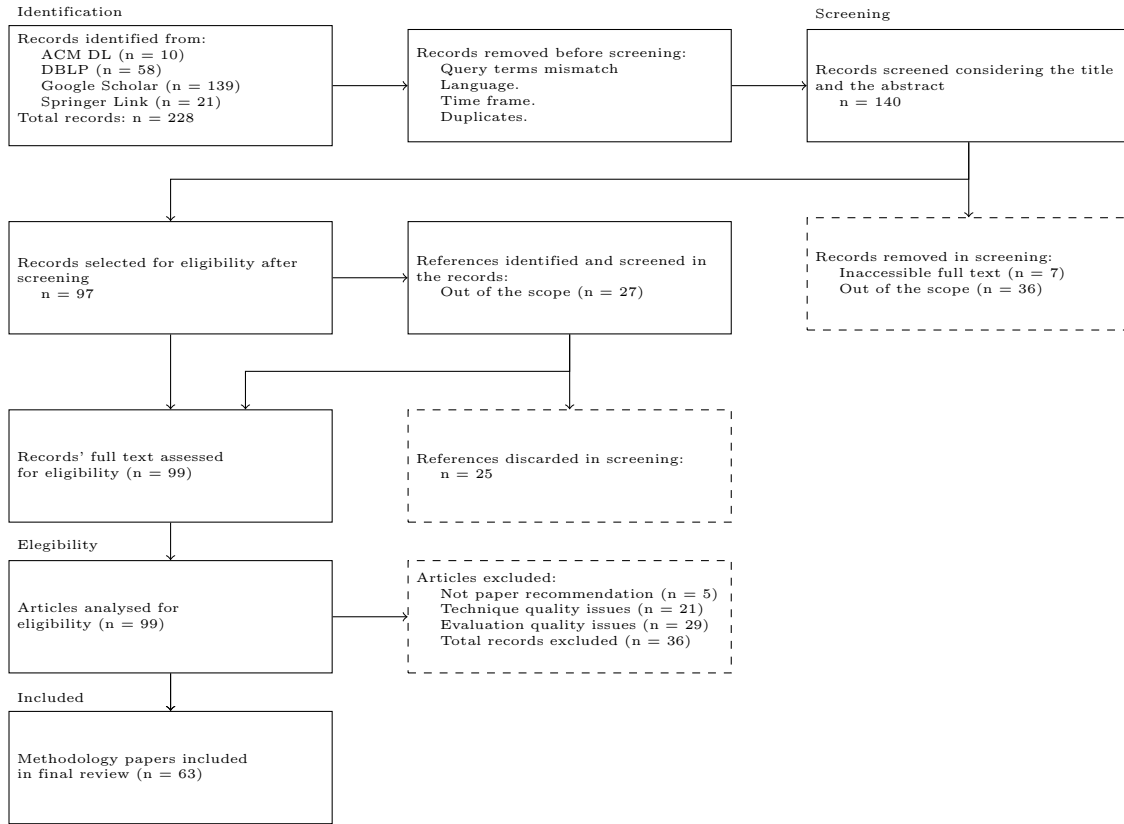 Identification
Records identified from:
ACM DL (n = 10)
DBLP (n = 58)
Google Scholar (n = 139)
Springer Link (n = 21)
Total records: n = 228
Records removed before screening:
Query terms mismatch
Language.
Time frame.
Duplicates.
Screening
Records screened considering the title
and the abstract
n = 140
Records selected for eligibility after
screening
n = 97
References identified and screened in
the records:
Out of the scope (n = 27)
Records removed in screening:
Inaccessible full text (n = 7)
Out of the scope (n = 36)
Records' full text assessed
for eligibility (n = 99)
References discarded in screening:
n = 25
Elegibility
Articles analysed for
eligibility (n = 99)
Articles excluded:
Not paper recommendation (n = 5)
Technique quality issues (n = 21)
Evaluation quality issues (n = 29)
Total records excluded (n = 36)
Included
Methodology papers included
in final review (n = 63)